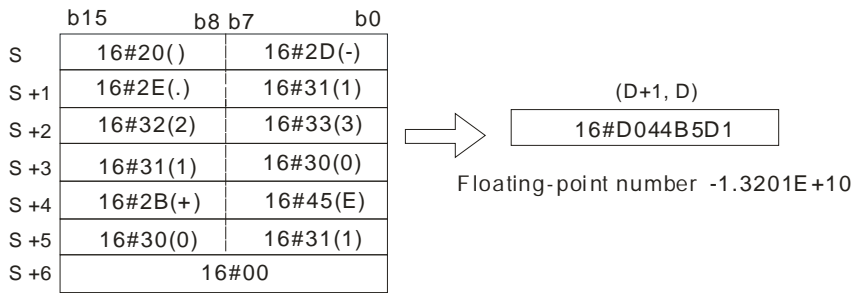 b15 b8 b7 b0
S 16#20( ) 16#2D(-)
S +1 16#2E(.) 16#31(1)
S +2 16#32(2) 16#33(3)
S +3 16#31(1) 16#30(0)
S +4 16#2B(+) 16#45(E)
S +5 16#30(0) 16#31(1)
S +6 16#00
(D+1, D)
16#D044B5D1
Floating-point number -1.3201E+10